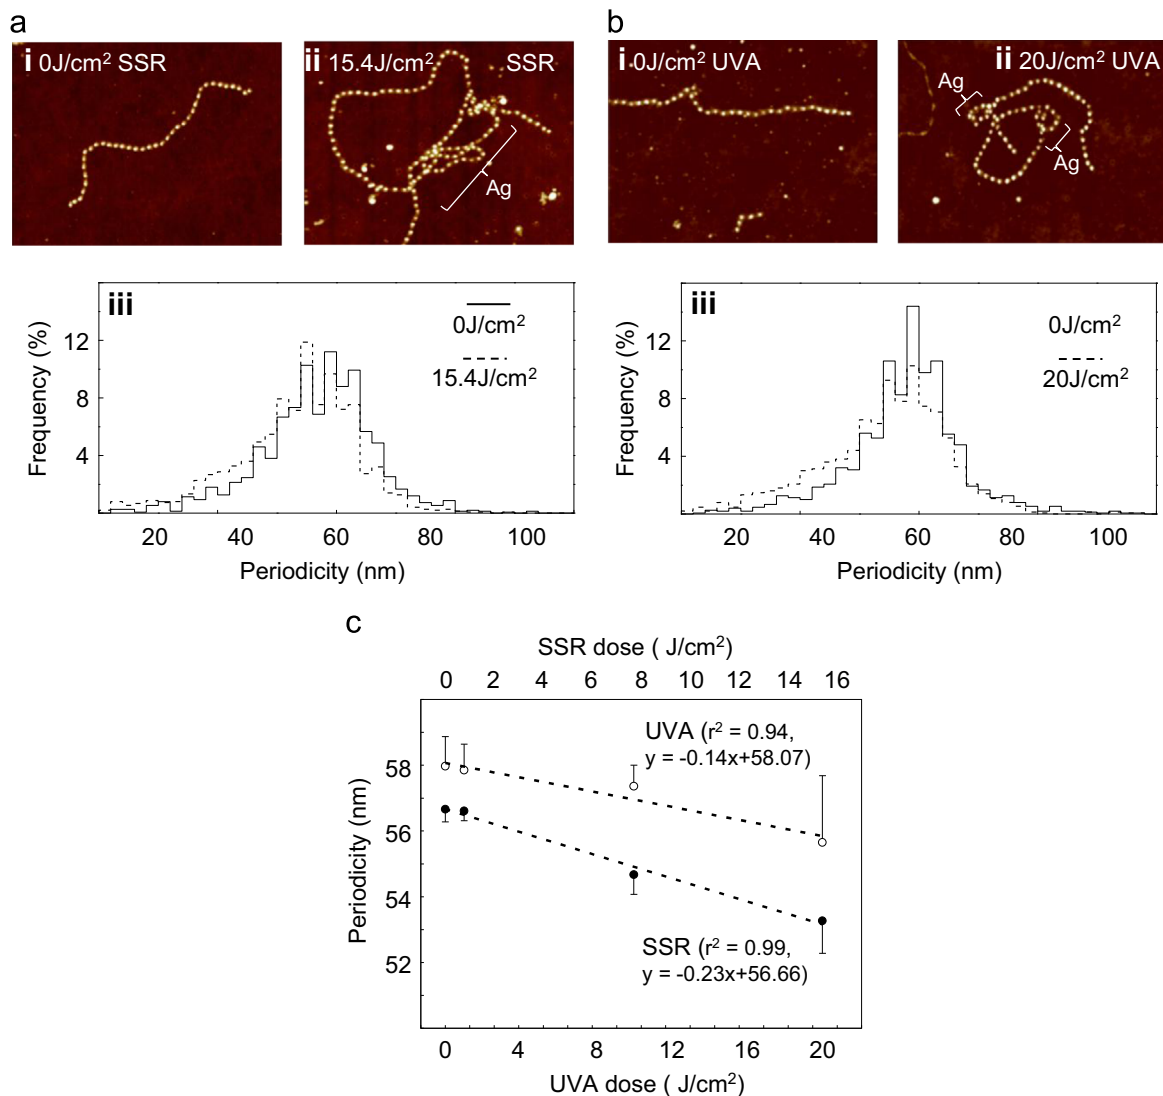 a
i 0J/cm² SSR
ii 15.4J/cm² SSR
Ag
b
i 0J/cm² UVA
ii 20J/cm² UVA
Ag
Ag
iii
0J/cm²
15.4J/cm²
Frequency (%)
12
8
4
20 40 60 80 100
Periodicity (nm)
iii
0J/cm²
20J/cm²
Frequency (%)
12
8
4
20 40 60 80 100
Periodicity (nm)
c
SSR dose ( J/cm²)
0 2 4 6 8 10 12 14 16
UVA (r² = 0.94,
y = -0.14x+58.07)
Periodicity (nm)
58
56
54
52
SSR (r² = 0.99,
y = -0.23x+56.66)
0 4 8 12 16 20
UVA dose ( J/cm²)